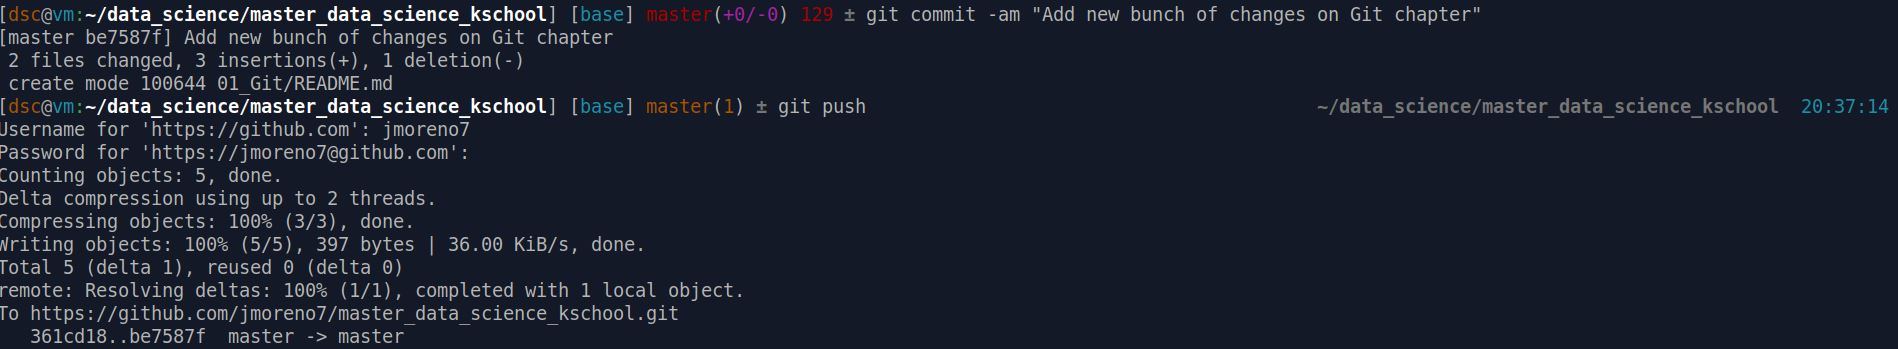 [dsc@vm:~/data_science/master_data_science_kschool] [base] master(+0/-0) 129 ± git commit -am "Add new bunch of changes on Git chapter"
[master be7587f] Add new bunch of changes on Git chapter
 2 files changed, 3 insertions(+), 1 deletion(-)
 create mode 100644 01_Git/README.md
[dsc@vm:~/data_science/master_data_science_kschool] [base] master(1) ± git push ~/data_science/master_data_science_kschool 20:37:14
Username for 'https://github.com': jmoreno7
Password for 'https://jmoreno7@github.com':
Counting objects: 5, done.
Delta compression using up to 2 threads.
Compressing objects: 100% (3/3), done.
Writing objects: 100% (5/5), 397 bytes | 36.00 KiB/s, done.
Total 5 (delta 1), reused 0 (delta 0)
remote: Resolving deltas: 100% (1/1), completed with 1 local object.
To https://github.com/jmoreno7/master_data_science_kschool.git
   361cd18..be7587f  master -> master